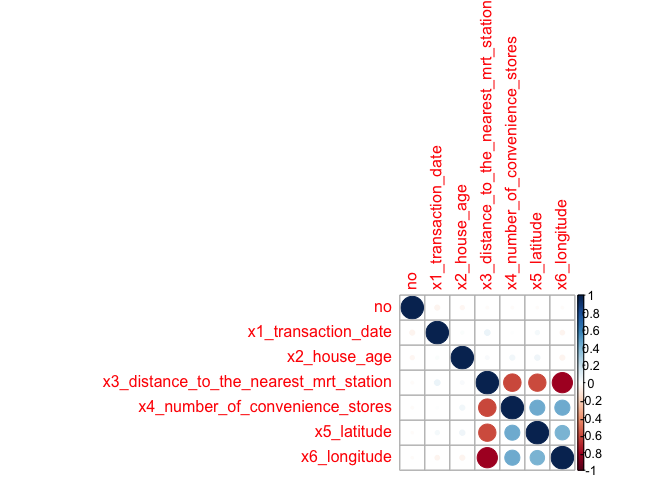 no
x1_transaction_date
x2_house_age
x3_distance_to_the_nearest_mrt_station
x4_number_of_convenience_stores
x5_latitude
x6_longitude
no
x1_transaction_date
x2_house_age
x3_distance_to_the_nearest_mrt_station
x4_number_of_convenience_stores
x5_latitude
x6_longitude
1
0.8
0.6
0.4
0.2
0
-0.2
-0.4
-0.6
-0.8
-1